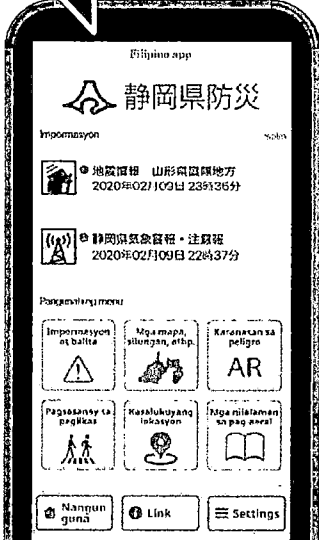 Filipino app
静岡県防災
Impormasyon
地震情報 山形県置賜地方
2020年02月09日 23時36分
静岡県気象警報・注意報
2020年02月09日 22時37分
Pangunahing menu
Impormasyon
at balita
Mga mapa,
silungan, atbp.
Karanasan sa
peligro
AR
Pagsasanay sa
paglikas
Kasalukuyang
lokasyon
Mga nilalaman
sa pag aaral
Nangun
guna
Link
Settings